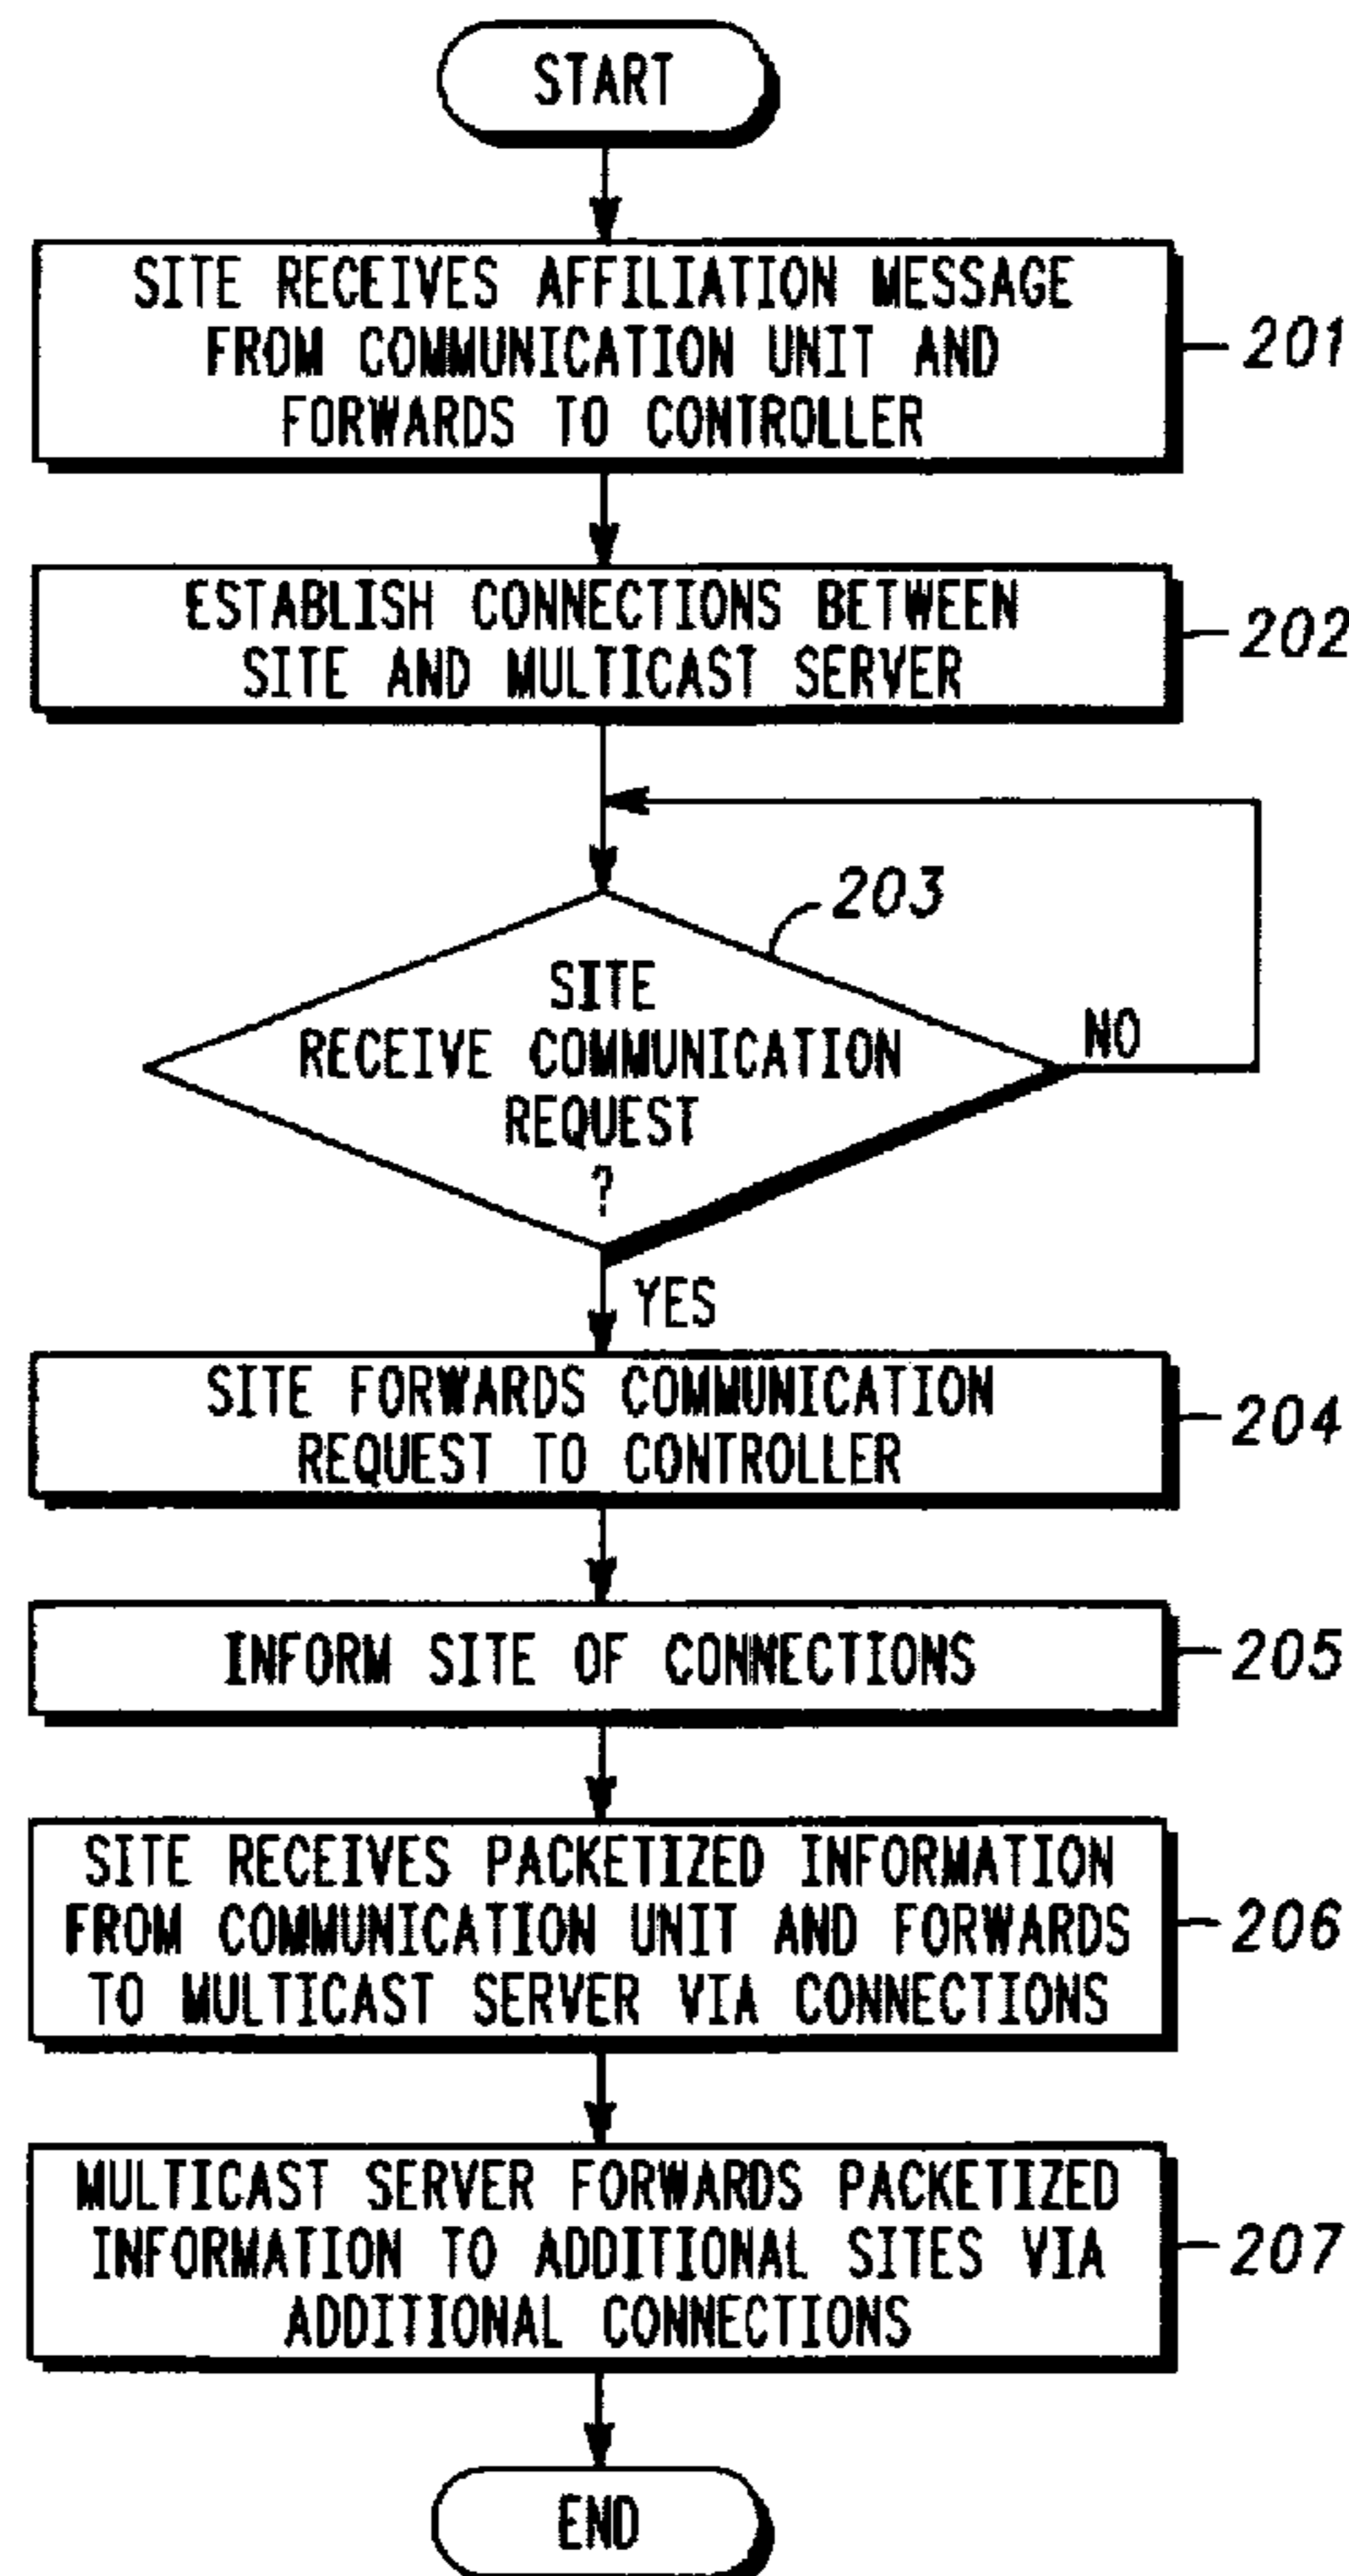 START
SITE RECEIVES AFFILIATION MESSAGE
FROM COMMUNICATION UNIT AND
FORWARDS TO CONTROLLER
201
ESTABLISH CONNECTIONS BETWEEN
SITE AND MULTICAST SERVER
202
203
SITE
RECEIVE COMMUNICATION
REQUEST
?
NO
YES
SITE FORWARDS COMMUNICATION
REQUEST TO CONTROLLER
204
INFORM SITE OF CONNECTIONS
205
SITE RECEIVES PACKETIZED INFORMATION
FROM COMMUNICATION UNIT AND FORWARDS
TO MULTICAST SERVER VIA CONNECTIONS
206
MULTICAST SERVER FORWARDS PACKETIZED
INFORMATION TO ADDITIONAL SITES VIA
ADDITIONAL CONNECTIONS
207
END